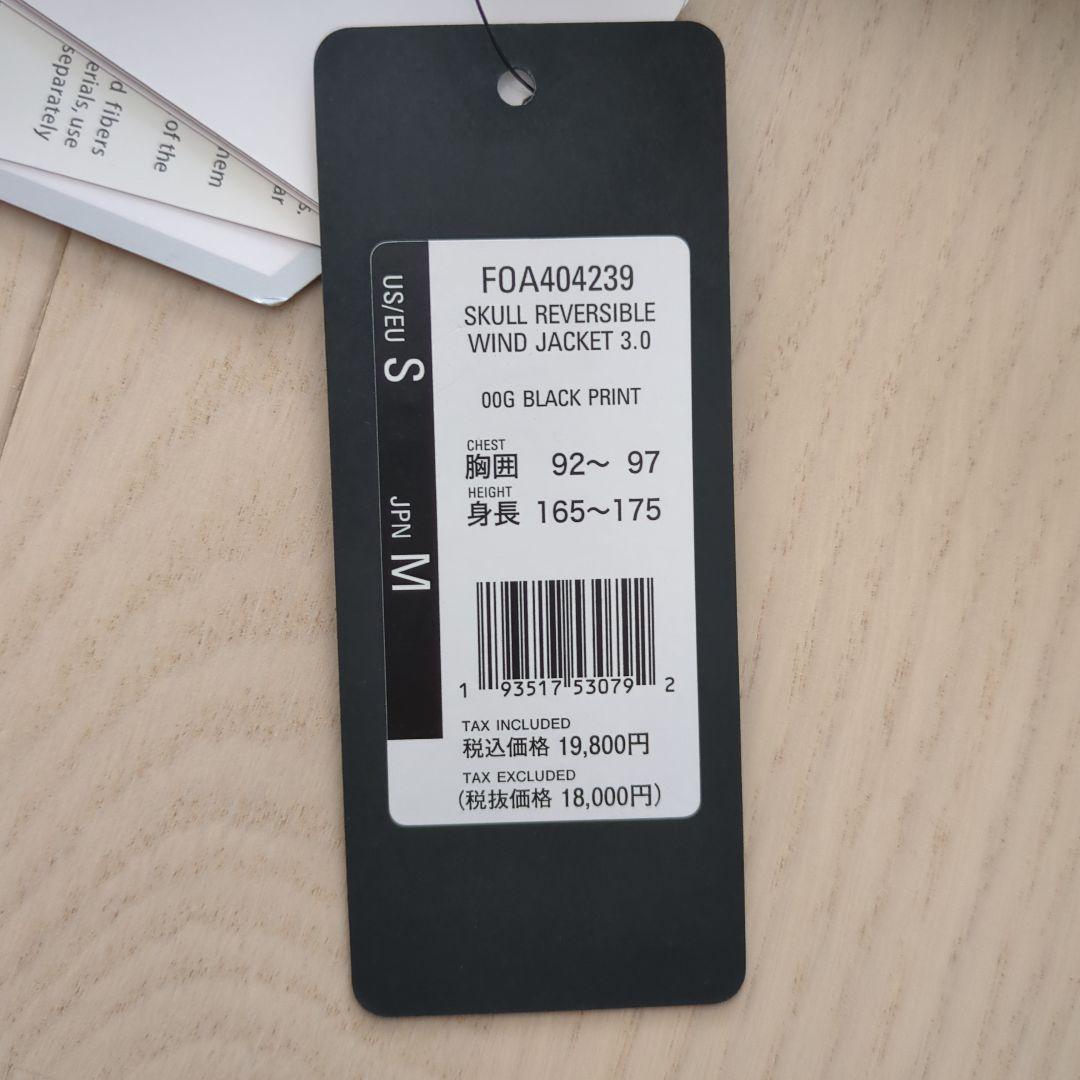 d fibers
erials, use
separately
of the
hem
ar
s.
US/EU S
JPN M
FOA404239
SKULL REVERSIBLE
WIND JACKET 3.0
00G BLACK PRINT
CHEST
胸囲 92～ 97
HEIGHT
身長 165～175
1 93517 53079 2
TAX INCLUDED
税込価格 19,800円
TAX EXCLUDED
(税抜価格 18,000円)